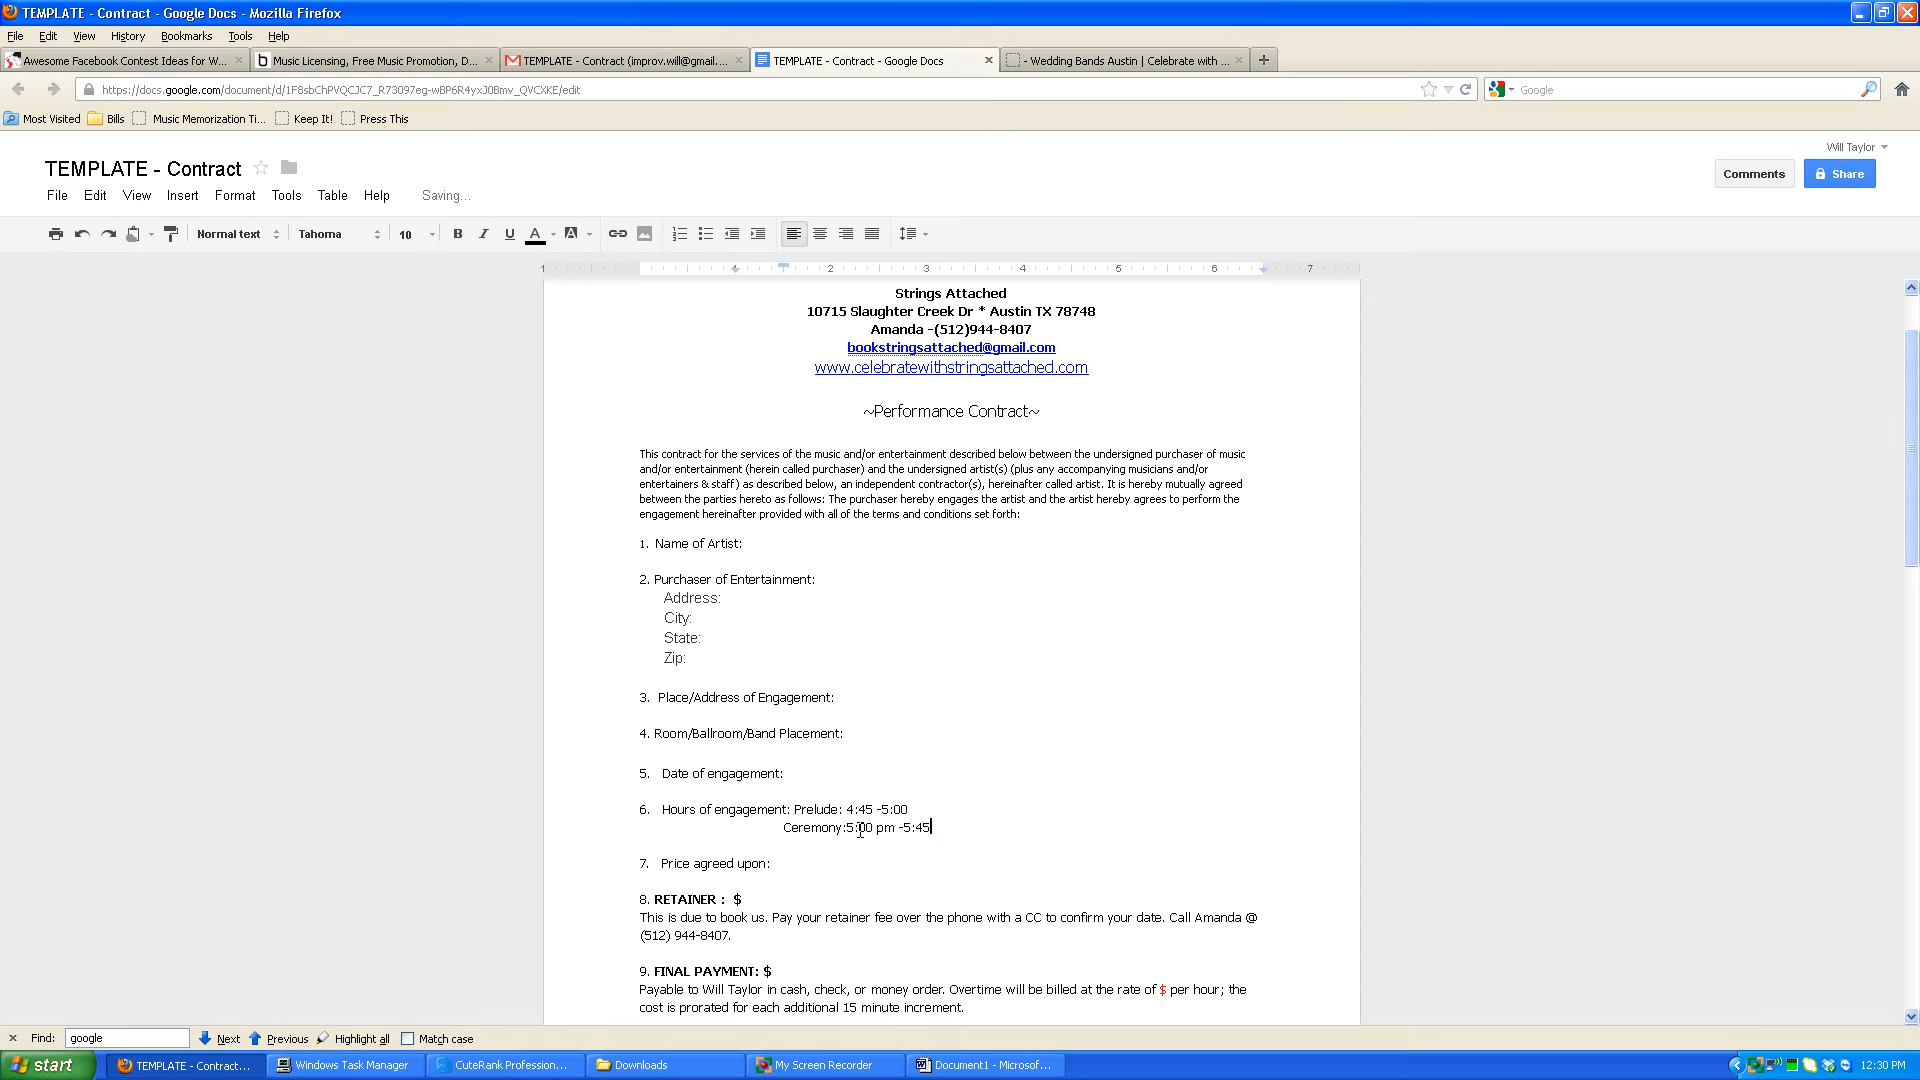 TEMPLATE - Contract - Google Docs - Mozilla Firefox
File Edit View History Bookmarks Tools Help
Awesome Facebook Contest Ideas for W...
Music Licensing, Free Music Promotion, D...
TEMPLATE - Contract (improv.will@gmail....
TEMPLATE - Contract - Google Docs
- Wedding Bands Austin | Celebrate with ...
https://docs.google.com/document/d/1F8sbChPVQCJC7_R73097eg-wBP6R4yxJ0Bmv_QVCXKE/edit
Google
Most Visited Bills Music Memorization Ti... Keep It! Press This
Will Taylor
TEMPLATE - Contract
Comments Share
File Edit View Insert Format Tools Table Help Saving...
Normal text Tahoma 10 B I U A A
1 1 2 3 4 5 6 7
Strings Attached
10715 Slaughter Creek Dr * Austin TX 78748
Amanda -(512)944-8407
bookstringsattached@gmail.com
www.celebratewithstringsattached.com
~Performance Contract~
This contract for the services of the music and/or entertainment described below between the undersigned purchaser of music
and/or entertainment (herein called purchaser) and the undersigned artist(s) (plus any accompanying musicians and/or
entertainers & staff) as described below, an independent contractor(s), hereinafter called artist. It is hereby mutually agreed
between the parties hereto as follows: The purchaser hereby engages the artist and the artist hereby agrees to perform the
engagement hereinafter provided with all of the terms and conditions set forth:
1. Name of Artist:
2. Purchaser of Entertainment:
Address:
City:
State:
Zip:
3. Place/Address of Engagement:
4. Room/Ballroom/Band Placement:
5. Date of engagement:
6. Hours of engagement: Prelude: 4:45 -5:00
Ceremony:5:00 pm -5:45
7. Price agreed upon:
8. RETAINER : $
This is due to book us. Pay your retainer fee over the phone with a CC to confirm your date. Call Amanda @
(512) 944-8407.
9. FINAL PAYMENT: $
Payable to Will Taylor in cash, check, or money order. Overtime will be billed at the rate of $ per hour; the
cost is prorated for each additional 15 minute increment.
Find: google Next Previous Highlight all Match case
start TEMPLATE - Contract... Windows Task Manager CuteRank Profession... Downloads My Screen Recorder Document1 - Microsof... 12:30 PM